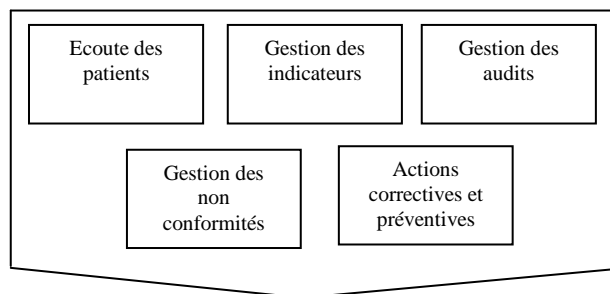 Ecoute des
patients
Gestion des
indicateurs
Gestion des
audits
Gestion des
non
conformités
Actions
correctives et
préventives